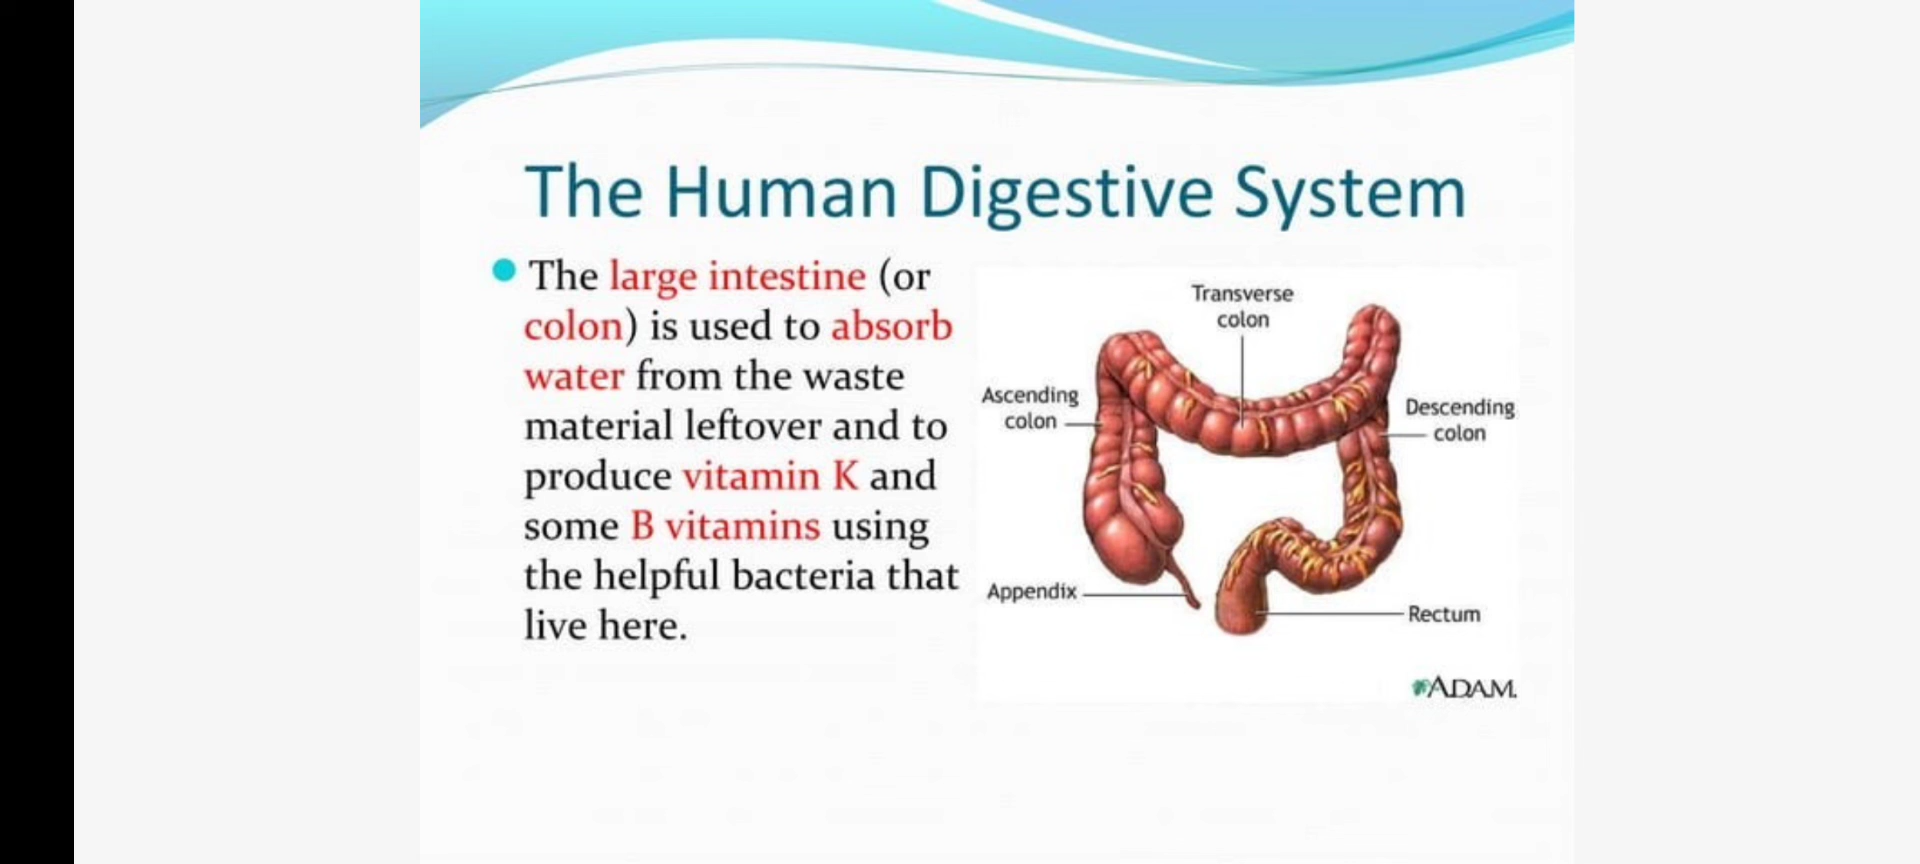 The Human Digestive System
The large intestine (or
colon) is used to absorb
water from the waste
material leftover and to
produce vitamin K and
some B vitamins using
the helpful bacteria that
live here.
Transverse
colon
Ascending
colon
Descending
colon
Appendix
Rectum
ADAM.